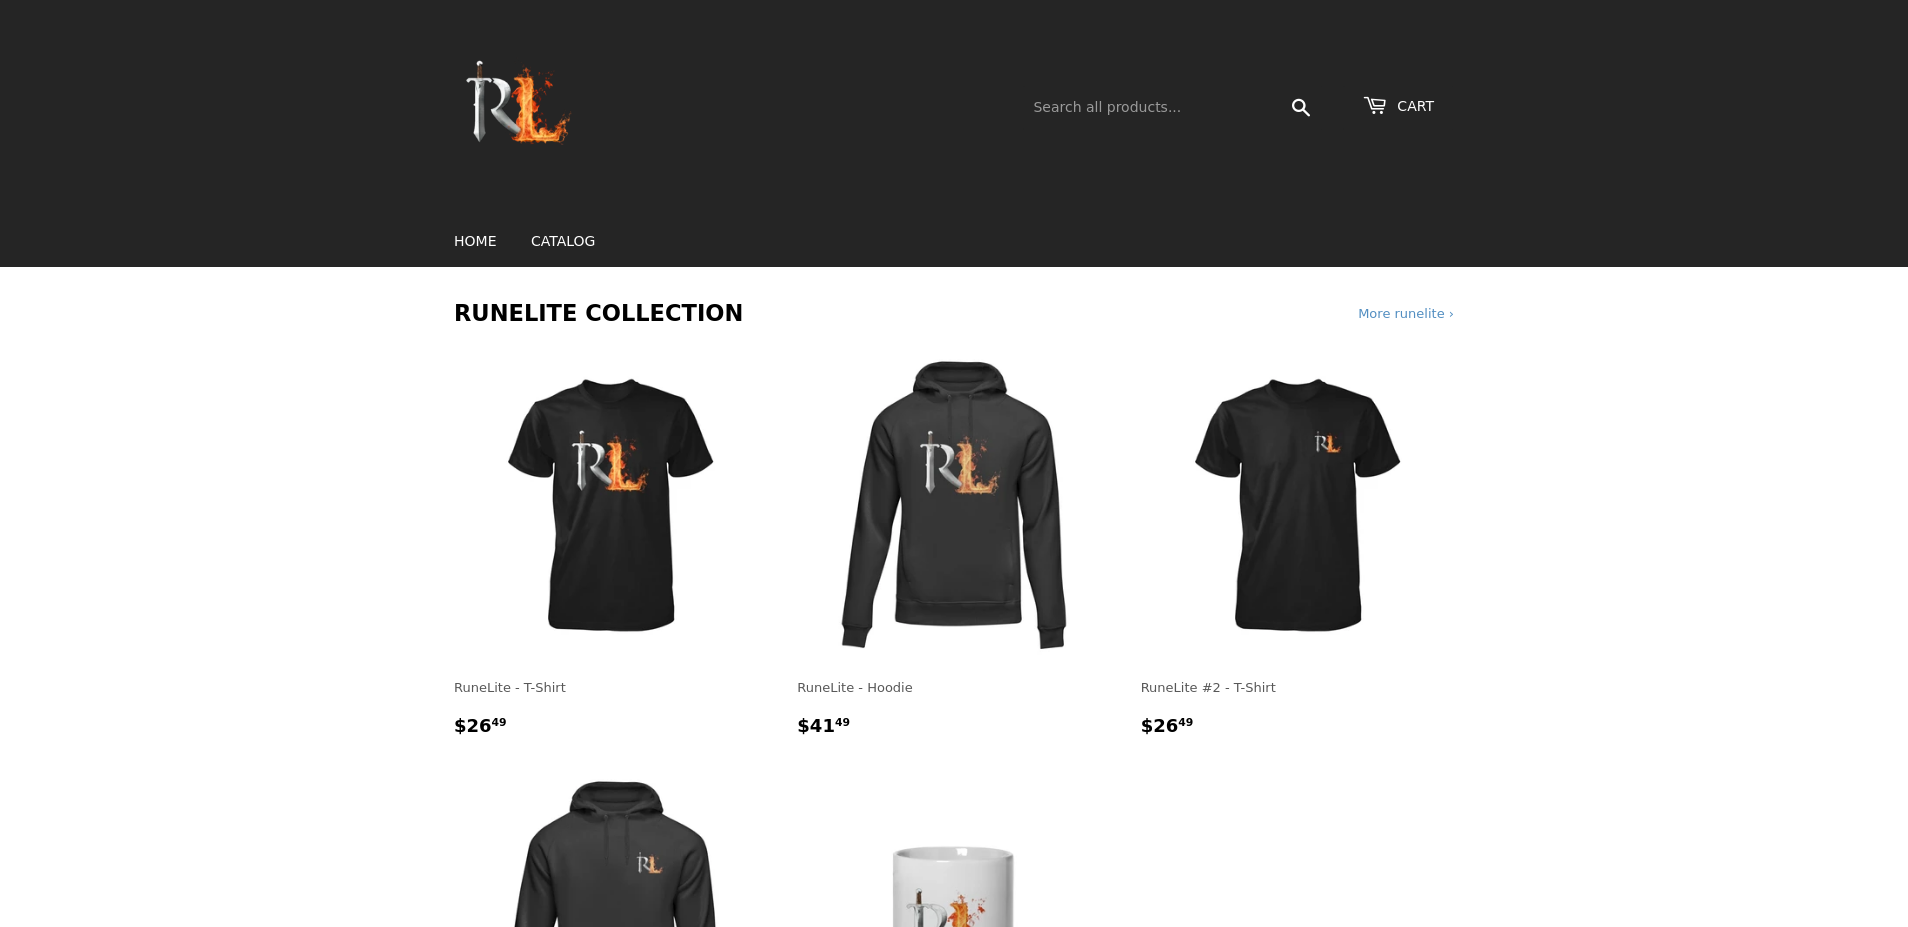 RL
Search all products...
CART
HOME
CATALOG
RUNELITE COLLECTION
More runelite ›
RL
RL
RL
RuneLite - T-Shirt
RuneLite - Hoodie
RuneLite #2 - T-Shirt
$26 49
$41 49
$26 49
RL
RL